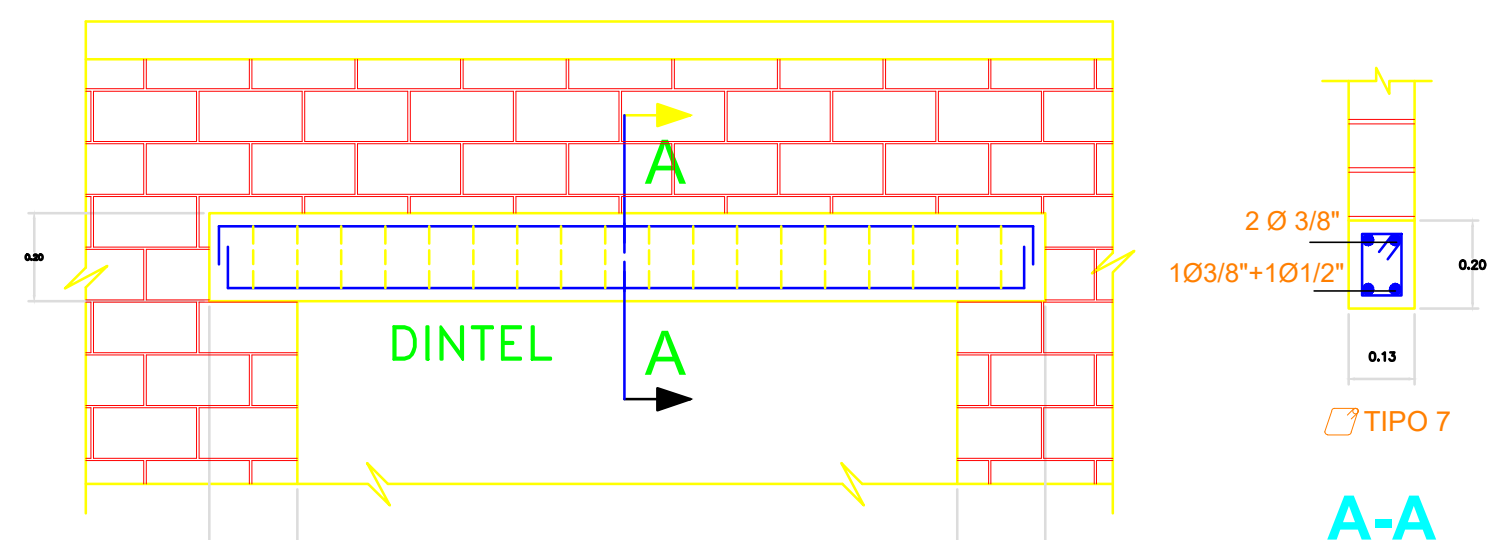 A
0.20
DINTEL
A
2 Ø 3/8"
1Ø3/8"+1Ø1/2"
0.20
0.13
TIPO 7
A-A